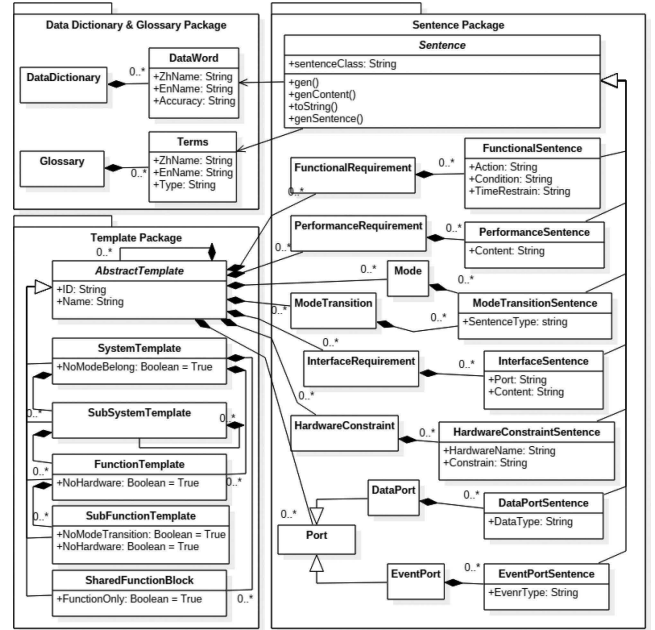 Data Dictionary & Glossary Package
DataDictionary
0..*
DataWord
+ZhName: String
+EnName: String
+Accuracy: String
Glossary
0..*
Terms
+ZhName: String
+EnName: String
+Type: String
Sentence Package
Sentence
+sentenceClass: String
+gen()
+genContent()
+toString()
+genSentence()
FunctionalRequirement
0..*
0..*
FunctionalSentence
+Action: String
+Condition: String
+TimeRestrain: String
PerformanceRequirement
0..*
0..*
PerformanceSentence
+Content: String
0..*
Mode
0..*
ModeTransition
0..*
0..*
ModeTransitionSentence
+SentenceType: string
0..*
InterfaceRequirement
0..*
InterfaceSentence
+Port: String
+Content: String
0..*
HardwareConstraint
0..*
HardwareConstraintSentence
+HardwareName: String
+Constrain: String
DataPort
0..*
DataPortSentence
+DataType: String
0..*
Port
EventPort
0..*
EventPortSentence
+EvenrType: String
Template Package
0..*
AbstractTemplate
+ID: String
+Name: String
SystemTemplate
+NoModeBelong: Boolean = True
0..*
SubSystemTemplate
0..*
FunctionTemplate
0..*
+NoHardware: Boolean = True
0..*
0..*
SubFunctionTemplate
+NoModeTransition: Boolean = True
+NoHardware: Boolean = True
SharedFunctionBlock
+FunctionOnly: Boolean = True
0..*